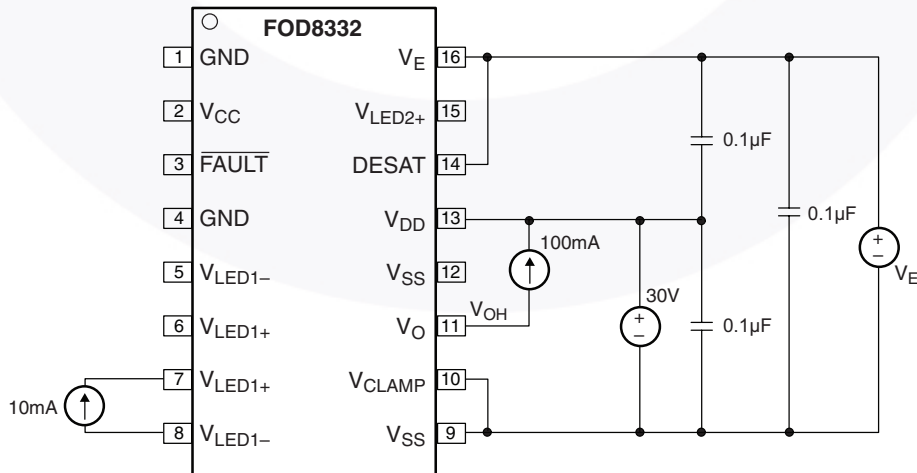 FOD8332
1 GND
2 VCC
3 FAULT
4 GND
5 VLED1–
6 VLED1+
7 VLED1+
8 VLED1–
VE 16
VLED2+ 15
DESAT 14
VDD 13
VSS 12
VO 11
VCLAMP 10
VSS 9
10mA
VOH
100mA
30V
+
–
0.1µF
0.1µF
0.1µF
+
–
VE